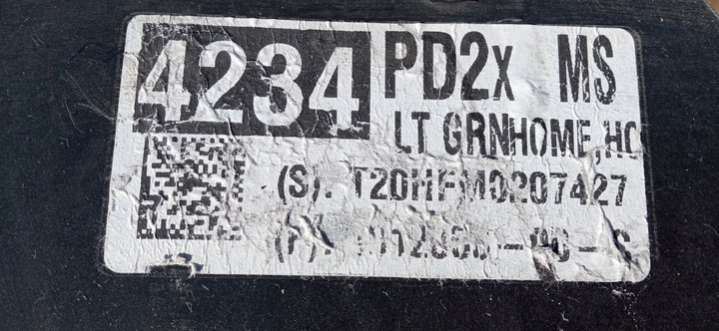 4234 PD2x MS
LT GRNHOME,HC
(S): T20HFM0207427